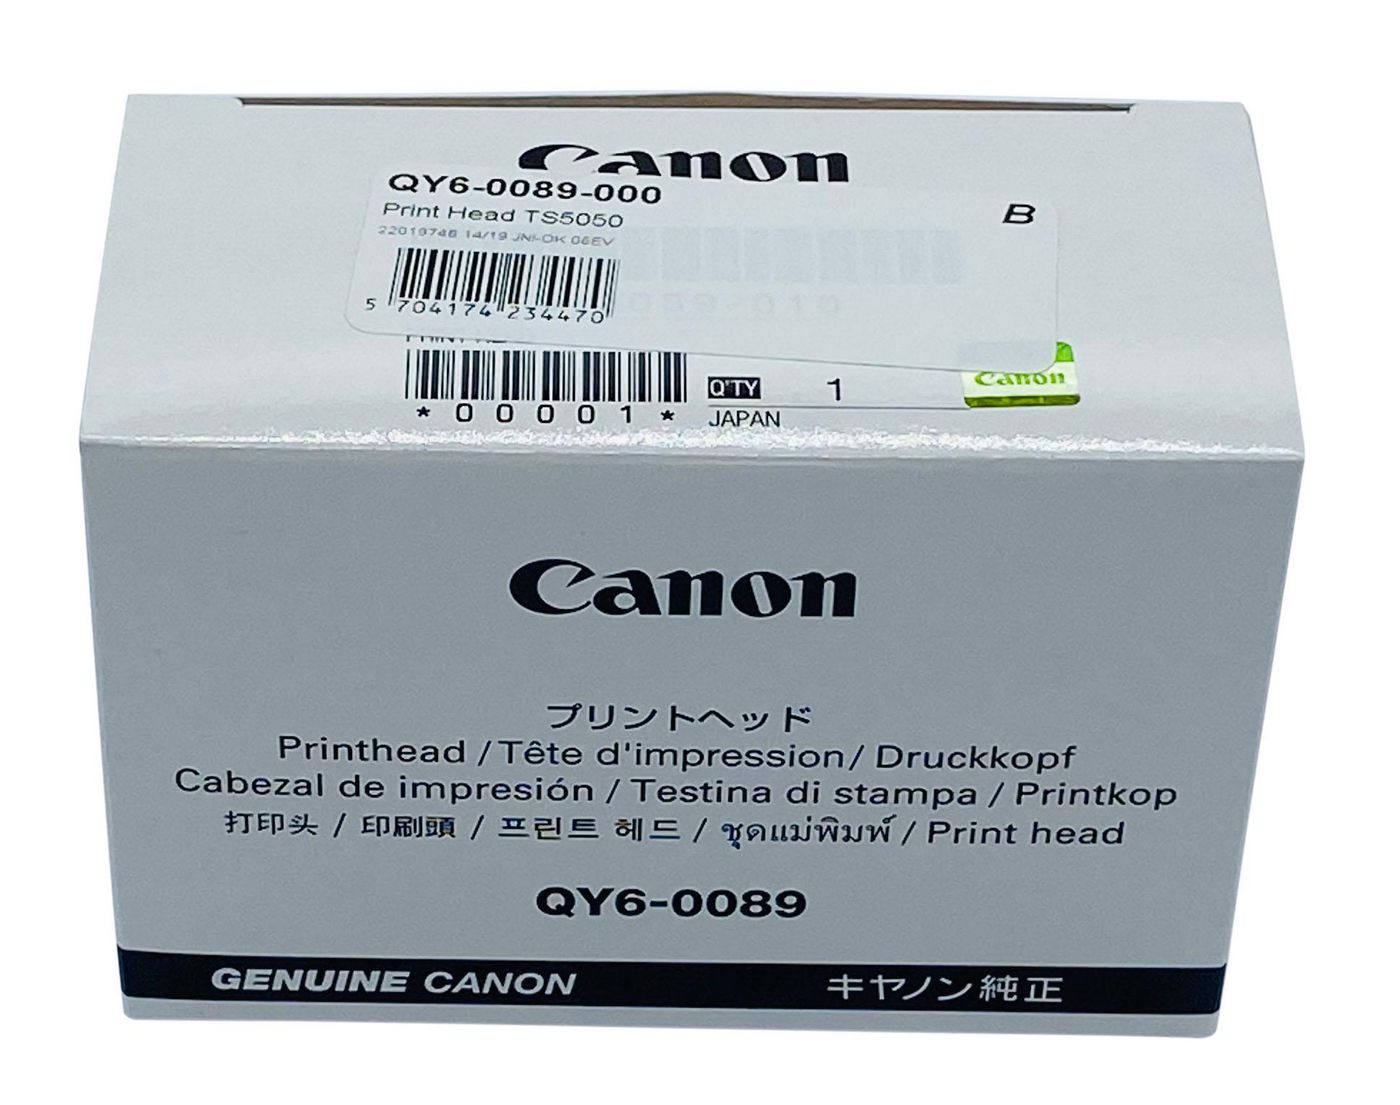 Canon
QY6-0089-000
B
Print Head TS5050
5 704174 234470
*00001*
Q'TY 1
JAPAN
Canon
Canon
プリントヘッド
Printhead / Tête d'impression / Druckkopf
Cabezal de impresión / Testina di stampa / Printkop
打印头 / 印刷頭 / 프린트 헤드 / ชุดแม่พิมพ์ / Print head
QY6-0089
GENUINE CANON キヤノン純正